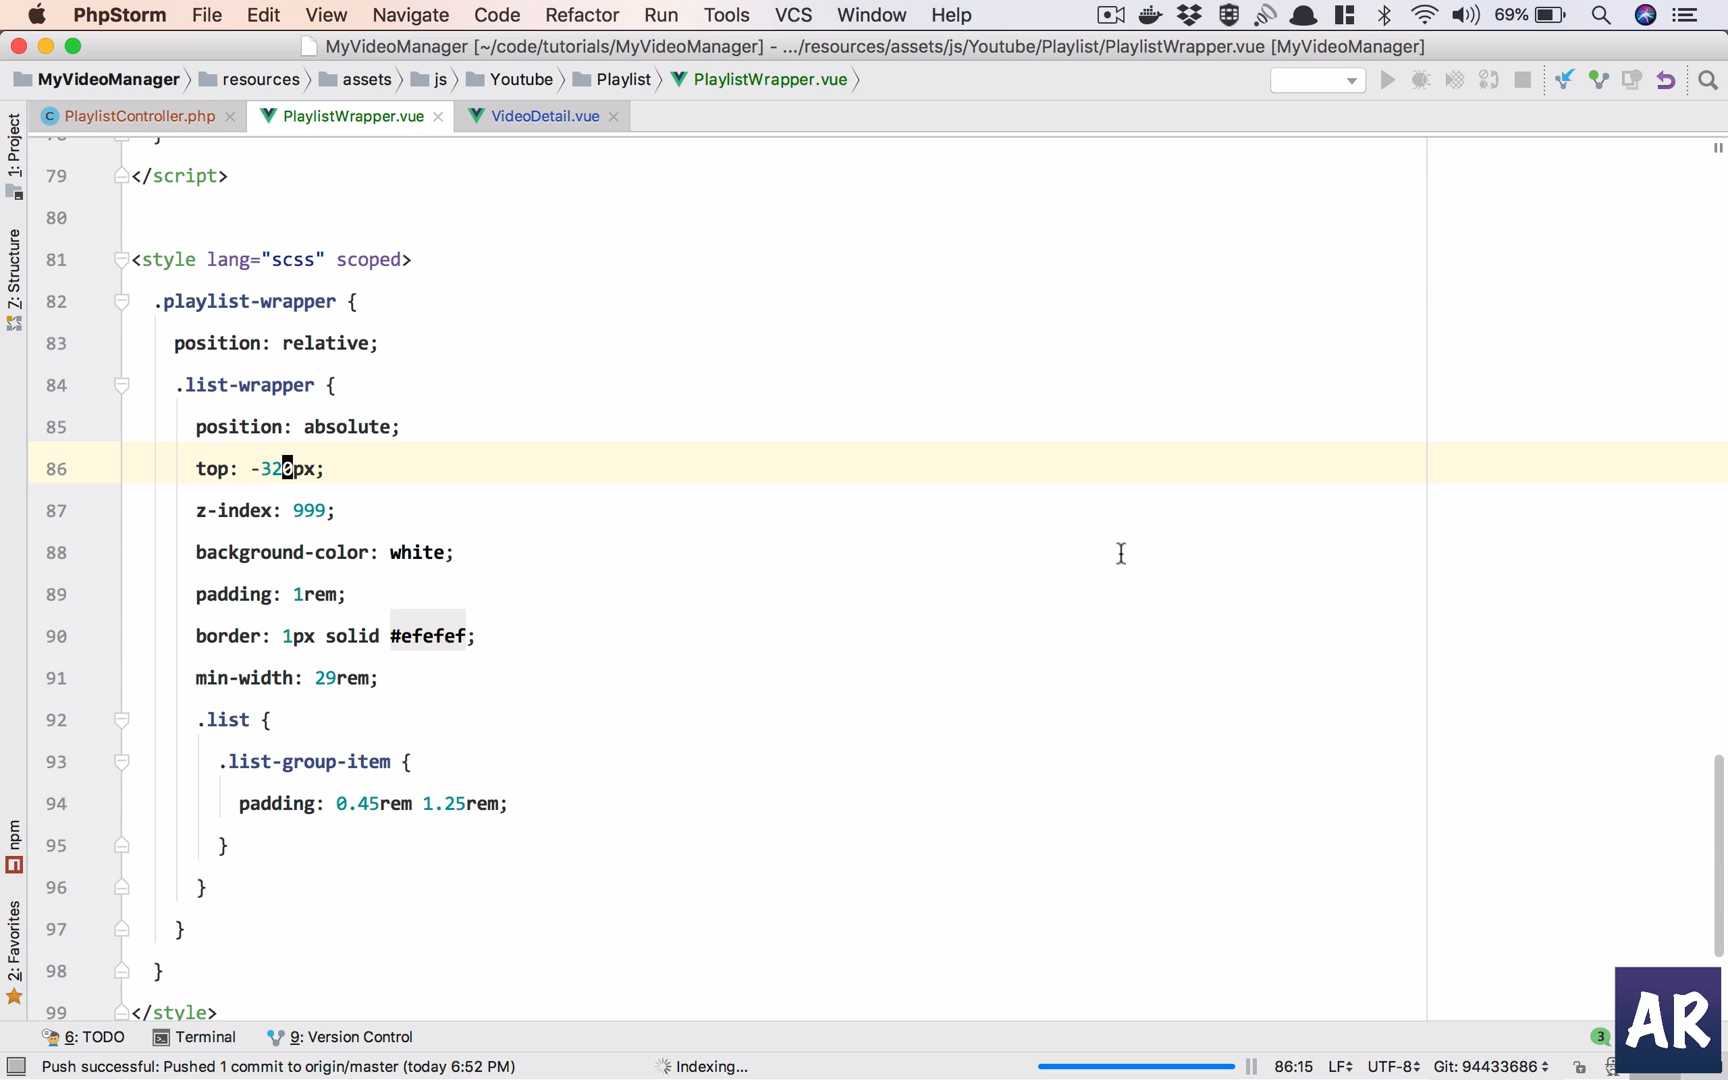 PhpStorm File Edit View Navigate Code Refactor Run Tools VCS Window Help 69%
MyVideoManager [~/code/tutorials/MyVideoManager] - .../resources/assets/js/Youtube/Playlist/PlaylistWrapper.vue [MyVideoManager]
MyVideoManager resources assets js Youtube Playlist PlaylistWrapper.vue
C PlaylistController.php PlaylistWrapper.vue VideoDetail.vue
1: Project
7: Structure
npm
2: Favorites
79 </script>
80
81 <style lang="scss" scoped>
82 .playlist-wrapper {
83 position: relative;
84 .list-wrapper {
85 position: absolute;
86 top: -320px;
87 z-index: 999;
88 background-color: white;
89 padding: 1rem;
90 border: 1px solid #efefef;
91 min-width: 29rem;
92 .list {
93 .list-group-item {
94 padding: 0.45rem 1.25rem;
95 }
96 }
97 }
98 }
99 </style>
6: TODO Terminal 9: Version Control 3
Push successful: Pushed 1 commit to origin/master (today 6:52 PM) Indexing... 86:15 LF UTF-8 Git: 94433686
AR